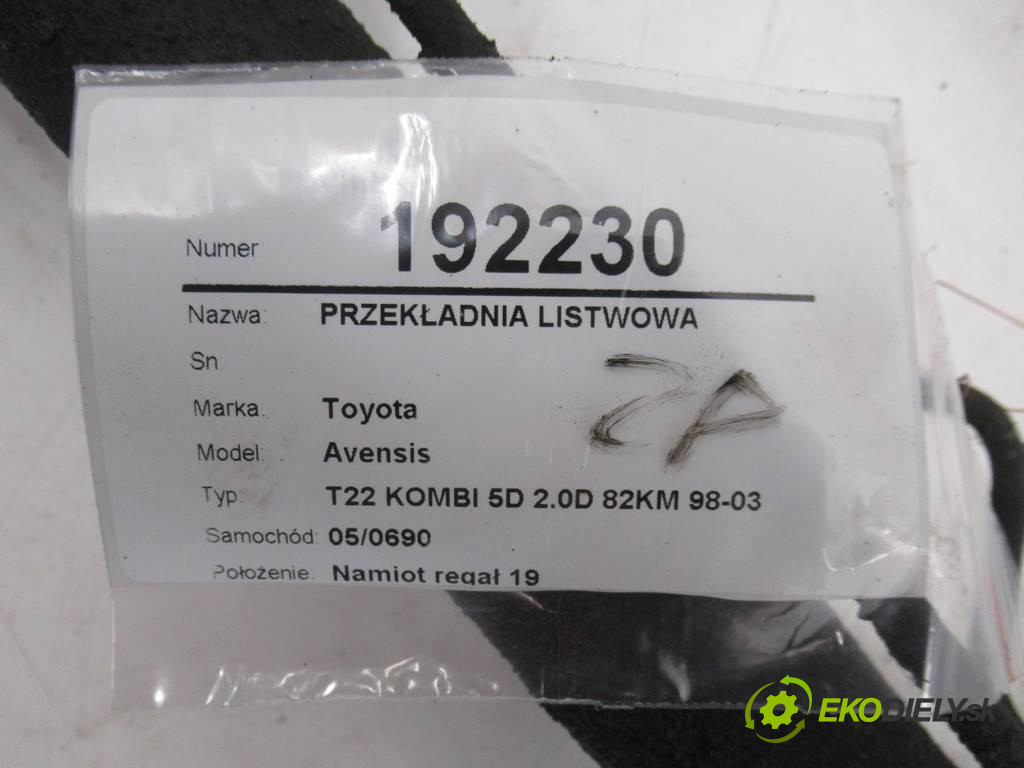 Numer 192230
Nazwa: PRZEKŁADNIA LISTWOWA
Sn
ZP
Marka: Toyota
Model: Avensis
Typ: T22 KOMBI 5D 2.0D 82KM 98-03
Samochód: 05/0690
Położenie: Namiot regał 19
EKODIELY.sk